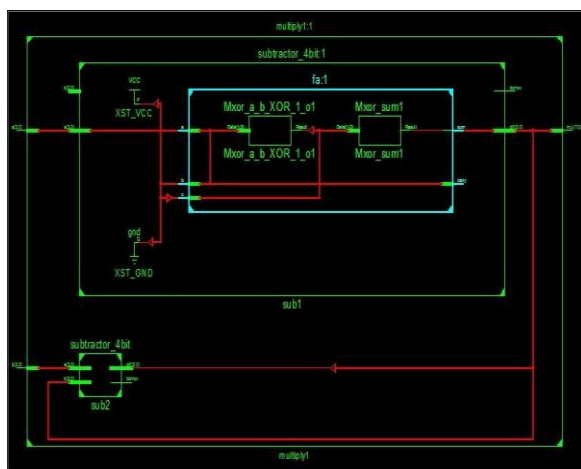 multiply1:1
subtractor_4bit:1
fa:1
VCC
XST_VCC
Mxor_a_b_XOR_1_o1
Mxor_sum1
Mxor_a_b_XOR_1_o1
Mxor_sum1
gnd
XST_GND
sub1
subtractor_4bit
sub2
multiply1